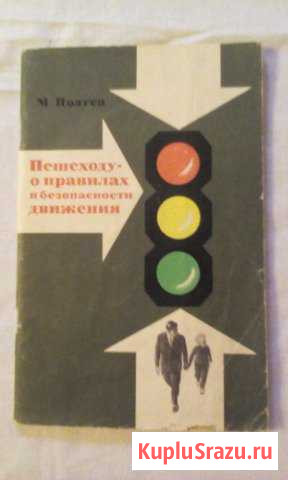 М Полтев
Пешеходу-
о правилах
и безопасности
движения
KupluSrazu.ru